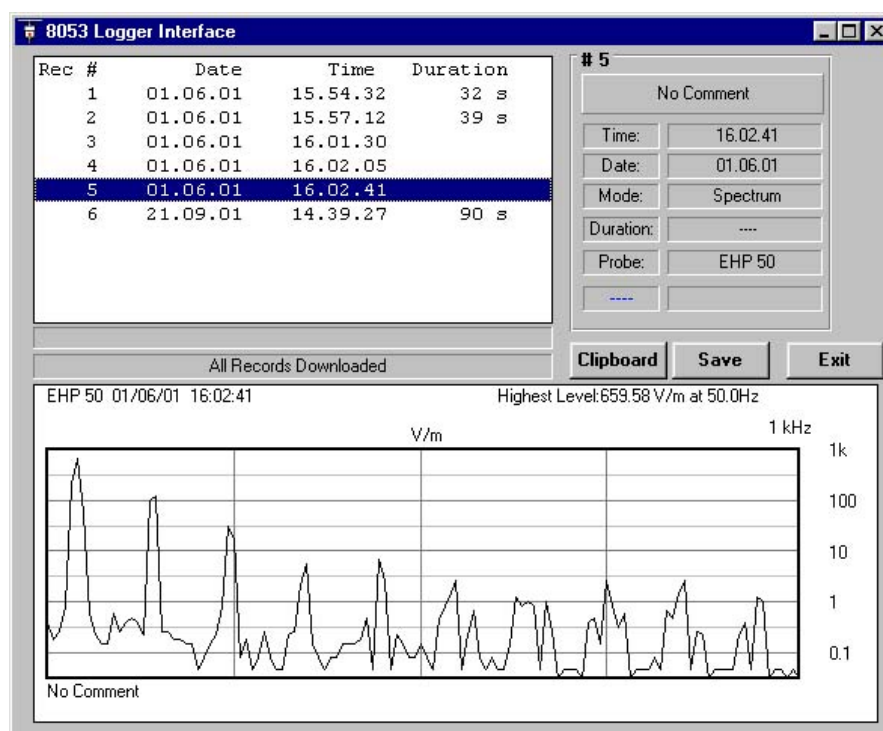 8053 Logger Interface
Rec # Date Time Duration
1 01.06.01 15.54.32 32 s
2 01.06.01 15.57.12 39 s
3 01.06.01 16.01.30
4 01.06.01 16.02.05
5 01.06.01 16.02.41
6 21.09.01 14.39.27 90 s
# 5
No Comment
Time: 16.02.41
Date: 01.06.01
Mode: Spectrum
Duration: ----
Probe: EHP 50
----
All Records Downloaded
Clipboard Save Exit
EHP 50 01/06/01 16:02:41 Highest Level:659.58 V/m at 50.0Hz
V/m 1 kHz
1k
100
10
1
0.1
No Comment